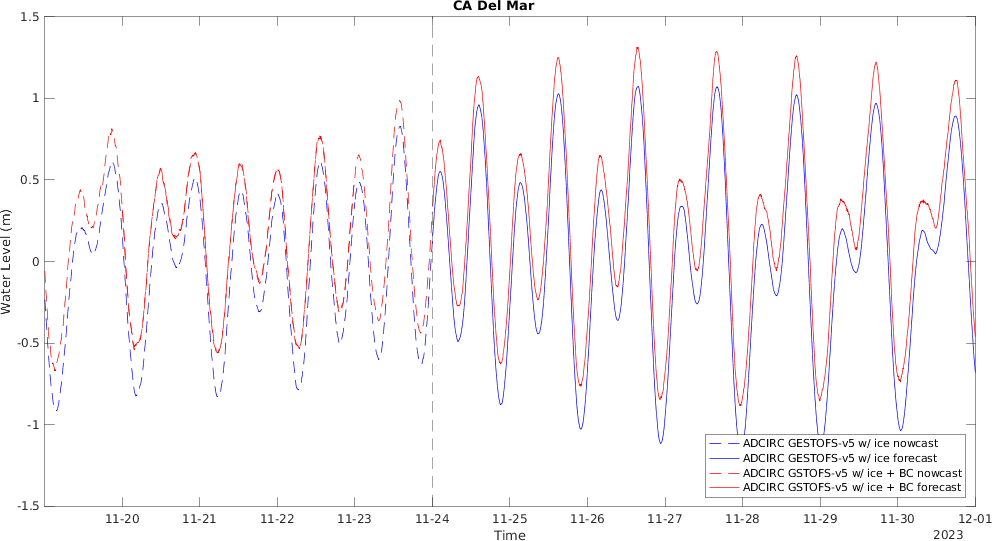 CA Del Mar
1.5
1
0.5
0
-0.5
-1
-1.5
Water Level (m)
ADCIRC GESTOFS-v5 w/ ice nowcast
ADCIRC GESTOFS-v5 w/ ice forecast
ADCIRC GSTOFS-v5 w/ ice + BC nowcast
ADCIRC GSTOFS-v5 w/ ice + BC forecast
11-20 11-21 11-22 11-23 11-24 11-25 11-26 11-27 11-28 11-29 11-30 12-01
Time
2023